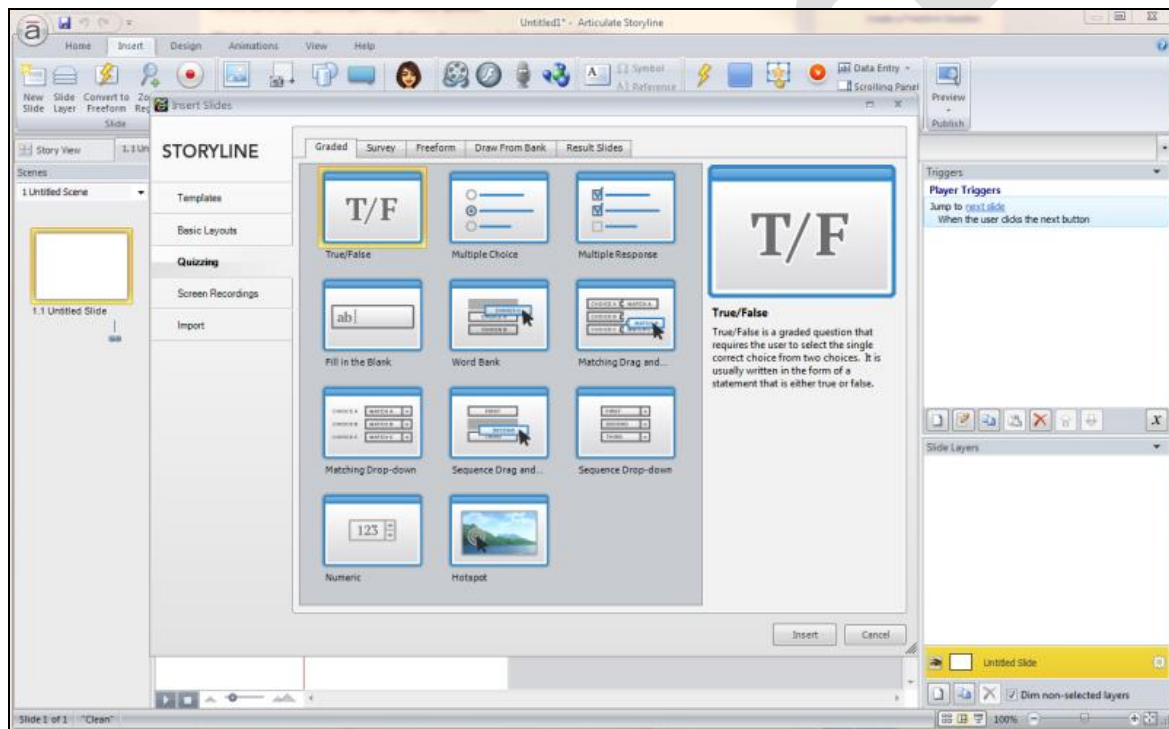 Untitled1* - Articulate Storyline
Home Insert Design Animations View Help
New Slide
Slide Layer
Convert to Freeform
Symbol
Reference
Data Entry
Scrolling Panel
Preview
Slide
Publish
Insert Slides
Story View
Scenes
1 Untitled Scene
1.1 Untitled Slide
STORYLINE
Templates
Basic Layouts
Quizzing
Screen Recordings
Import
Graded Survey Freeform Draw From Bank Result Slides
T/F
True/False
Multiple Choice
Multiple Response
ab
Fill in the Blank
Word Bank
Matching Drag and...
Matching Drop-down
Sequence Drag and...
Sequence Drop-down
123
Numeric
Hotspot
T/F
True/False
True/False is a graded question that
requires the user to select the single
correct choice from two choices. It is
usually written in the form of a
statement that is either true or false.
Insert Cancel
Triggers
Player Triggers
Jump to next slide
When the user clicks the next button
Slide Layers
Untitled Slide
Dim non-selected layers
Slide 1 of 1 "Clean"
100%